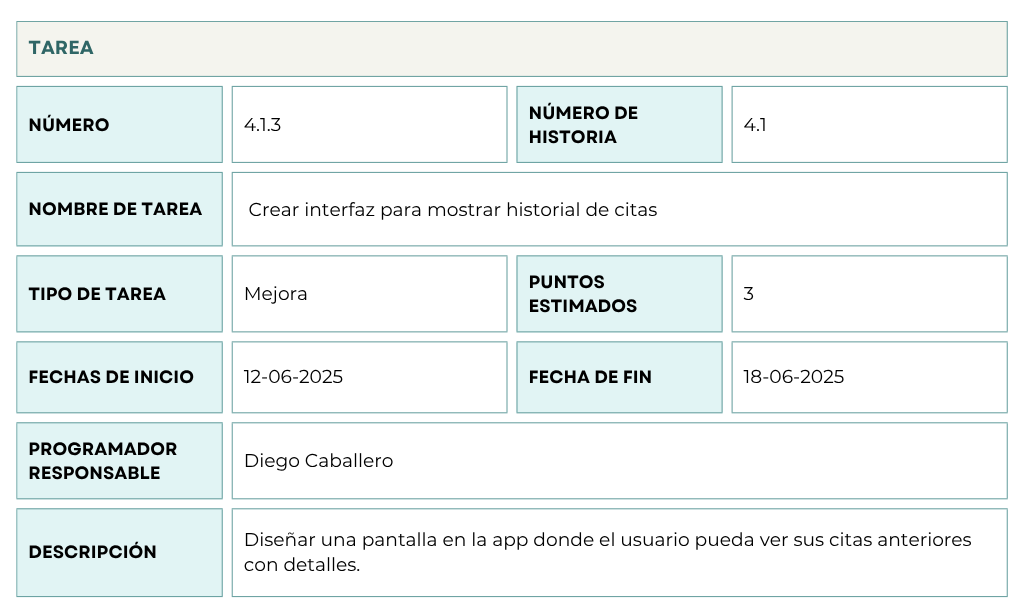 TAREA
NÚMERO
4.1.3
NÚMERO DE
HISTORIA
4.1
NOMBRE DE TAREA
Crear interfaz para mostrar historial de citas
TIPO DE TAREA
Mejora
PUNTOS
ESTIMADOS
3
FECHAS DE INICIO
12-06-2025
FECHA DE FIN
18-06-2025
PROGRAMADOR
RESPONSABLE
Diego Caballero
DESCRIPCIÓN
Diseñar una pantalla en la app donde el usuario pueda ver sus citas anteriores
con detalles.